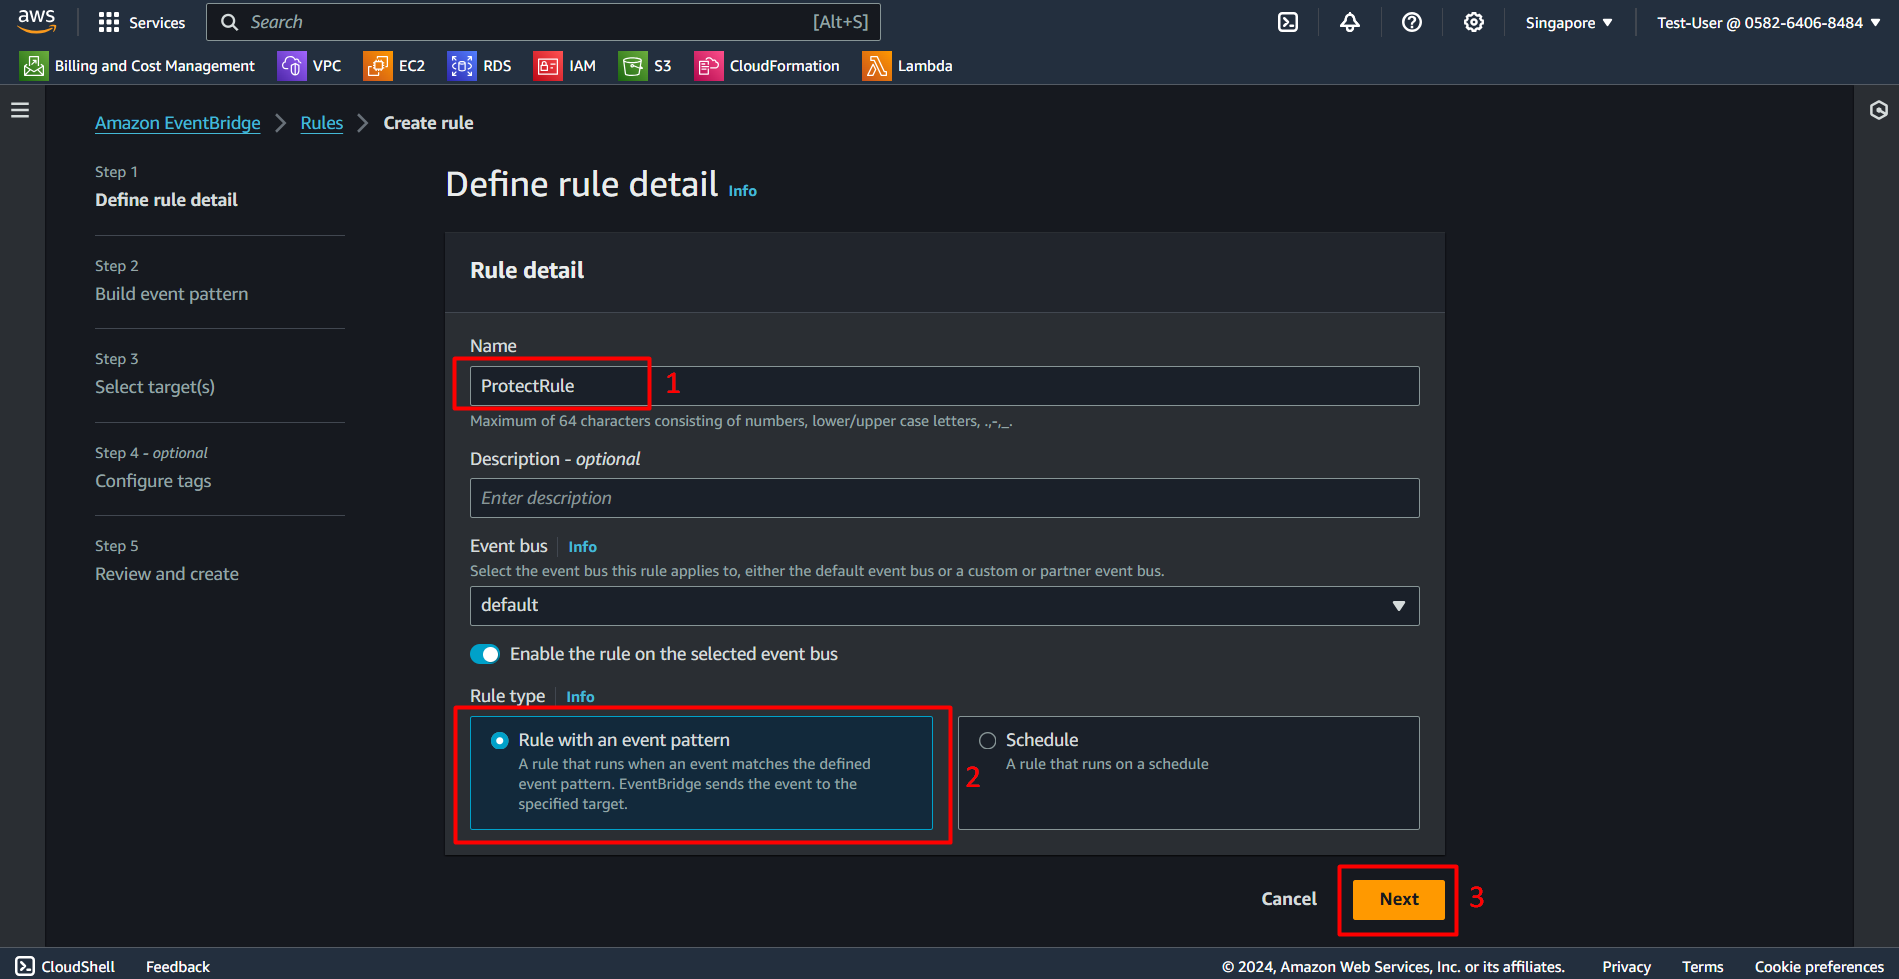 aws
Services
Search
[Alt+S]
Singapore ▼
Test-User @ 0582-6406-8484 ▼
Billing and Cost Management
VPC
EC2
RDS
IAM
S3
CloudFormation
Lambda
Amazon EventBridge > Rules > Create rule
Step 1
Define rule detail
Step 2
Build event pattern
Step 3
Select target(s)
Step 4 - optional
Configure tags
Step 5
Review and create
Define rule detail Info
Rule detail
Name
ProtectRule
1
Maximum of 64 characters consisting of numbers, lower/upper case letters, .,-,_.
Description - optional
Enter description
Event bus Info
Select the event bus this rule applies to, either the default event bus or a custom or partner event bus.
default
Enable the rule on the selected event bus
Rule type Info
Rule with an event pattern
A rule that runs when an event matches the defined
event pattern. EventBridge sends the event to the
specified target.
2
Schedule
A rule that runs on a schedule
Cancel
Next
3
CloudShell
Feedback
© 2024, Amazon Web Services, Inc. or its affiliates.
Privacy
Terms
Cookie preferences